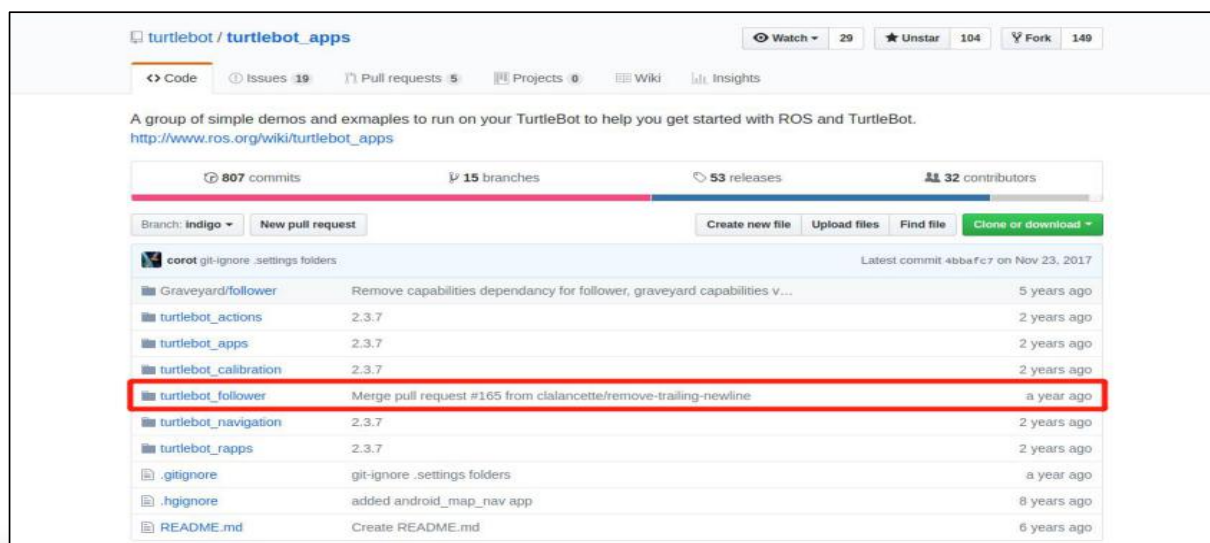 turtlebot / turtlebot_apps Watch 29 Unstar 104 Fork 149
Code Issues 19 Pull requests 5 Projects 0 Wiki Insights
A group of simple demos and exmaples to run on your TurtleBot to help you get started with ROS and TurtleBot.
http://www.ros.org/wiki/turtlebot_apps
807 commits 15 branches 53 releases 32 contributors
Branch: indigo New pull request Create new file Upload files Find file Clone or download
corot git-ignore .settings folders Latest commit 4bbafc7 on Nov 23, 2017
Graveyard/follower Remove capabilities dependancy for follower, graveyard capabilities v… 5 years ago
turtlebot_actions 2.3.7 2 years ago
turtlebot_apps 2.3.7 2 years ago
turtlebot_calibration 2.3.7 2 years ago
turtlebot_follower Merge pull request #165 from clalancette/remove-trailing-newline a year ago
turtlebot_navigation 2.3.7 2 years ago
turtlebot_rapps 2.3.7 2 years ago
.gitignore git-ignore .settings folders a year ago
.hgignore added android_map_nav app 8 years ago
README.md Create README.md 6 years ago